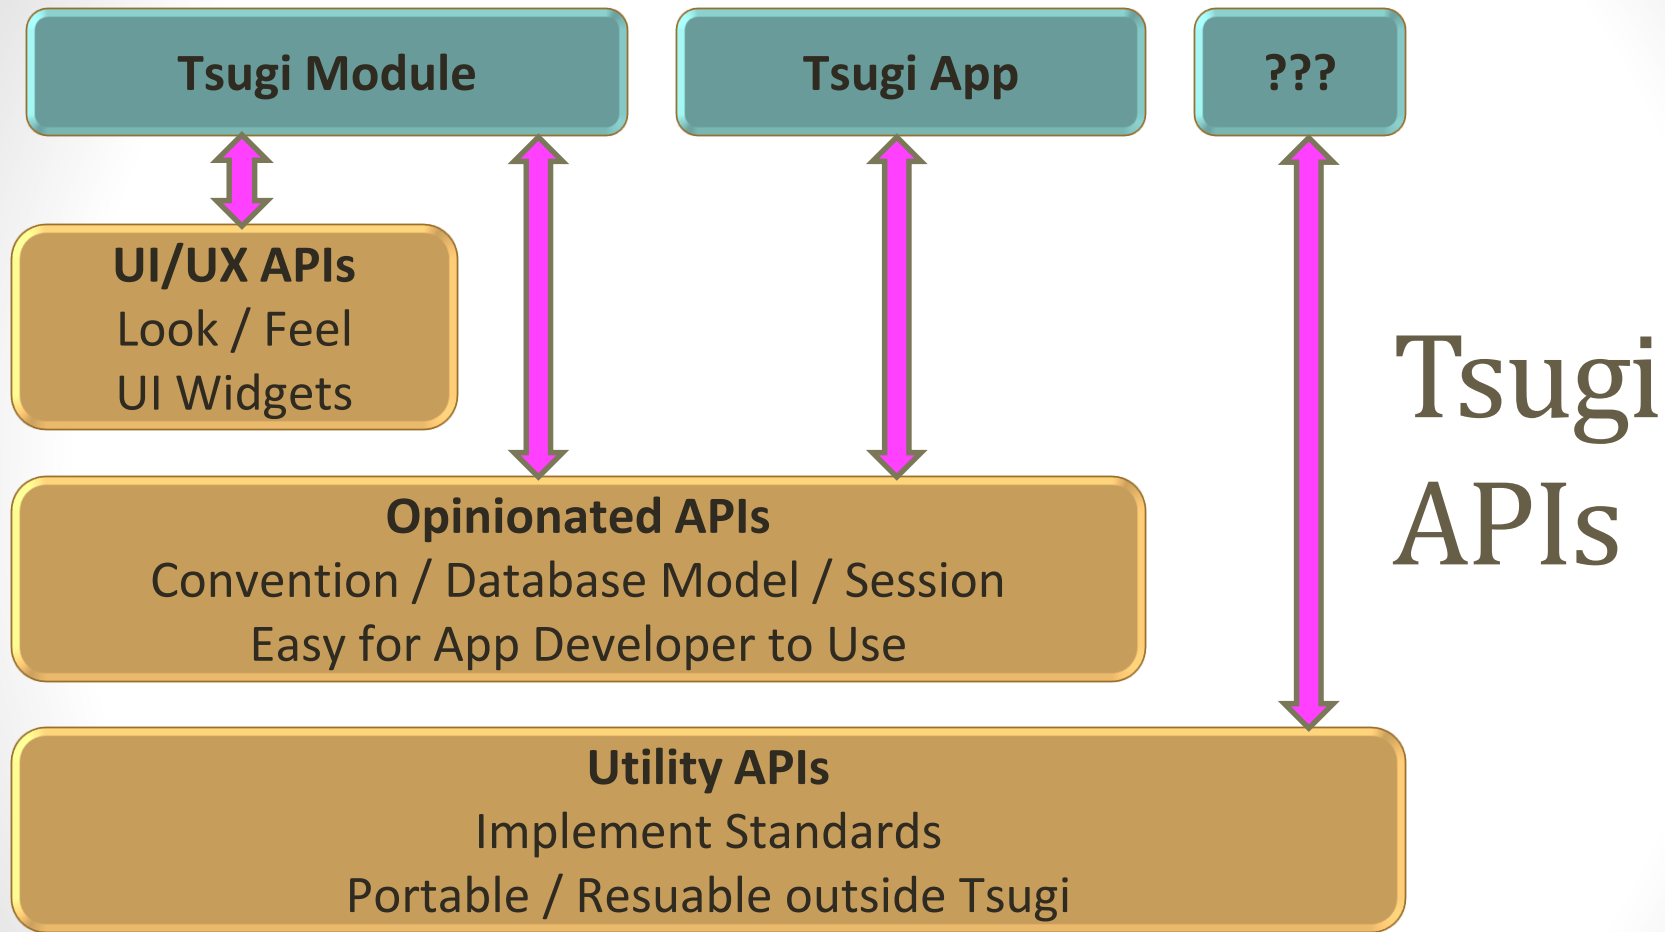 Tsugi Module
Tsugi App
???
UI/UX APIs
Look / Feel
UI Widgets
Opinionated APIs
Convention / Database Model / Session
Easy for App Developer to Use
Utility APIs
Implement Standards
Portable / Resuable outside Tsugi
Tsugi
APIs